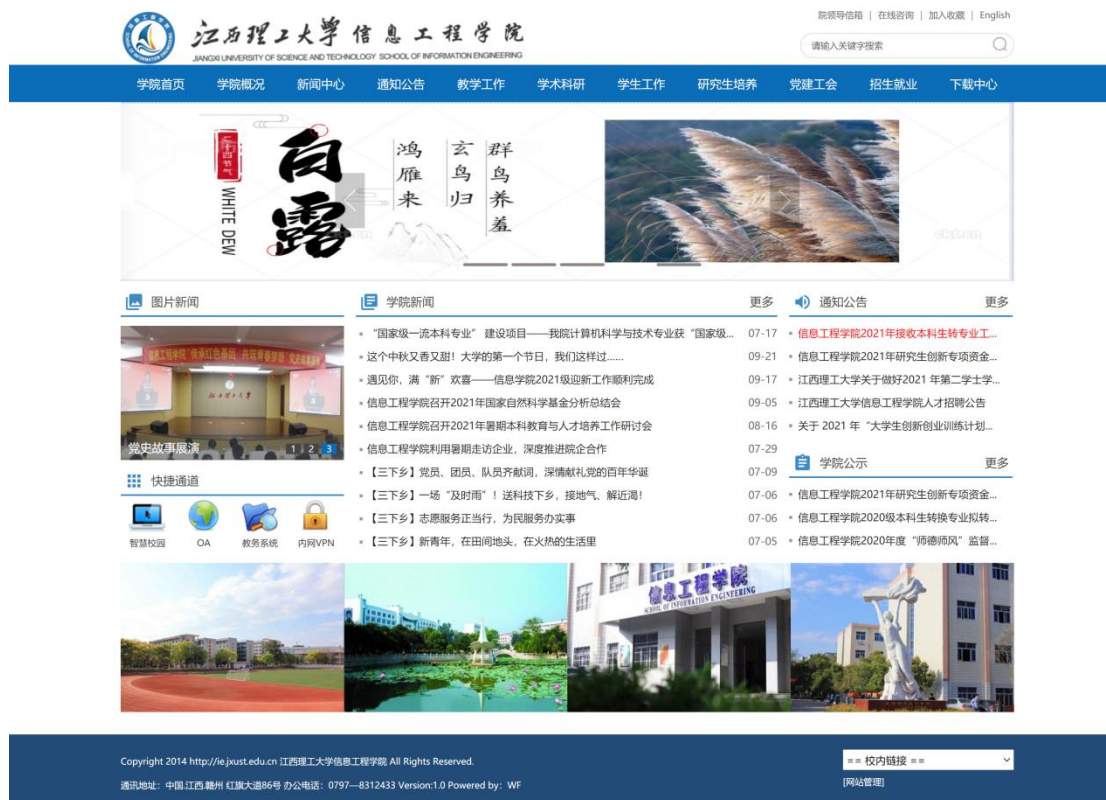 院领导信箱 | 在线咨询 | 加入收藏 | English
江西理工大学 信息工程学院
JIANGXI UNIVERSITY OF SCIENCE AND TECHNOLOGY SCHOOL OF INFORMATION ENGINEERING
请输入关键字搜索
学院首页 学院概况 新闻中心 通知公告 教学工作 学术科研 学生工作 研究生培养 党建工会 招生就业 下载中心
二十四节气
WHITE DEW
白露
鸿雁来
玄鸟归
群鸟养羞
图片新闻
党史故事展演
1 2 3
快捷通道
智慧校园 OA 教务系统 内网VPN
学院新闻 更多
“国家级一流本科专业” 建设项目——我院计算机科学与技术专业获“国家级... 07-17
这个中秋又香又甜！大学的第一个节日，我们这样过...... 09-21
遇见你，满“新”欢喜——信息学院2021级迎新工作顺利完成 09-17
信息工程学院召开2021年国家自然科学基金分析总结会 09-05
信息工程学院召开2021年暑期本科教育与人才培养工作研讨会 08-16
信息工程学院利用暑期走访企业，深度推进院企合作 07-29
【三下乡】党员、团员、队员齐献词，深情献礼党的百年华诞 07-09
【三下乡】一场“及时雨”！送科技下乡，接地气、解近渴! 07-06
【三下乡】志愿服务正当行，为民服务办实事 07-06
【三下乡】新青年，在田间地头，在火热的生活里 07-05
通知公告 更多
信息工程学院2021年接收本科生转专业工...
信息工程学院2021年研究生创新专项资金...
江西理工大学关于做好2021 年第二学士学...
江西理工大学信息工程学院人才招聘公告
关于 2021 年“大学生创新创业训练计划...
学院公示 更多
信息工程学院2021年研究生创新专项资金...
信息工程学院2020级本科生转换专业拟转...
信息工程学院2020年度“师德师风”监督...
信息工程学院
SCHOOL OF INFORMATION ENGINEERING
Copyright 2014 http://ie.jxust.edu.cn 江西理工大学信息工程学院 All Rights Reserved.
通讯地址：中国.江西.赣州 红旗大道86号 办公电话：0797—8312433 Version:1.0 Powered by：WF
== 校内链接 ==
[网站管理]